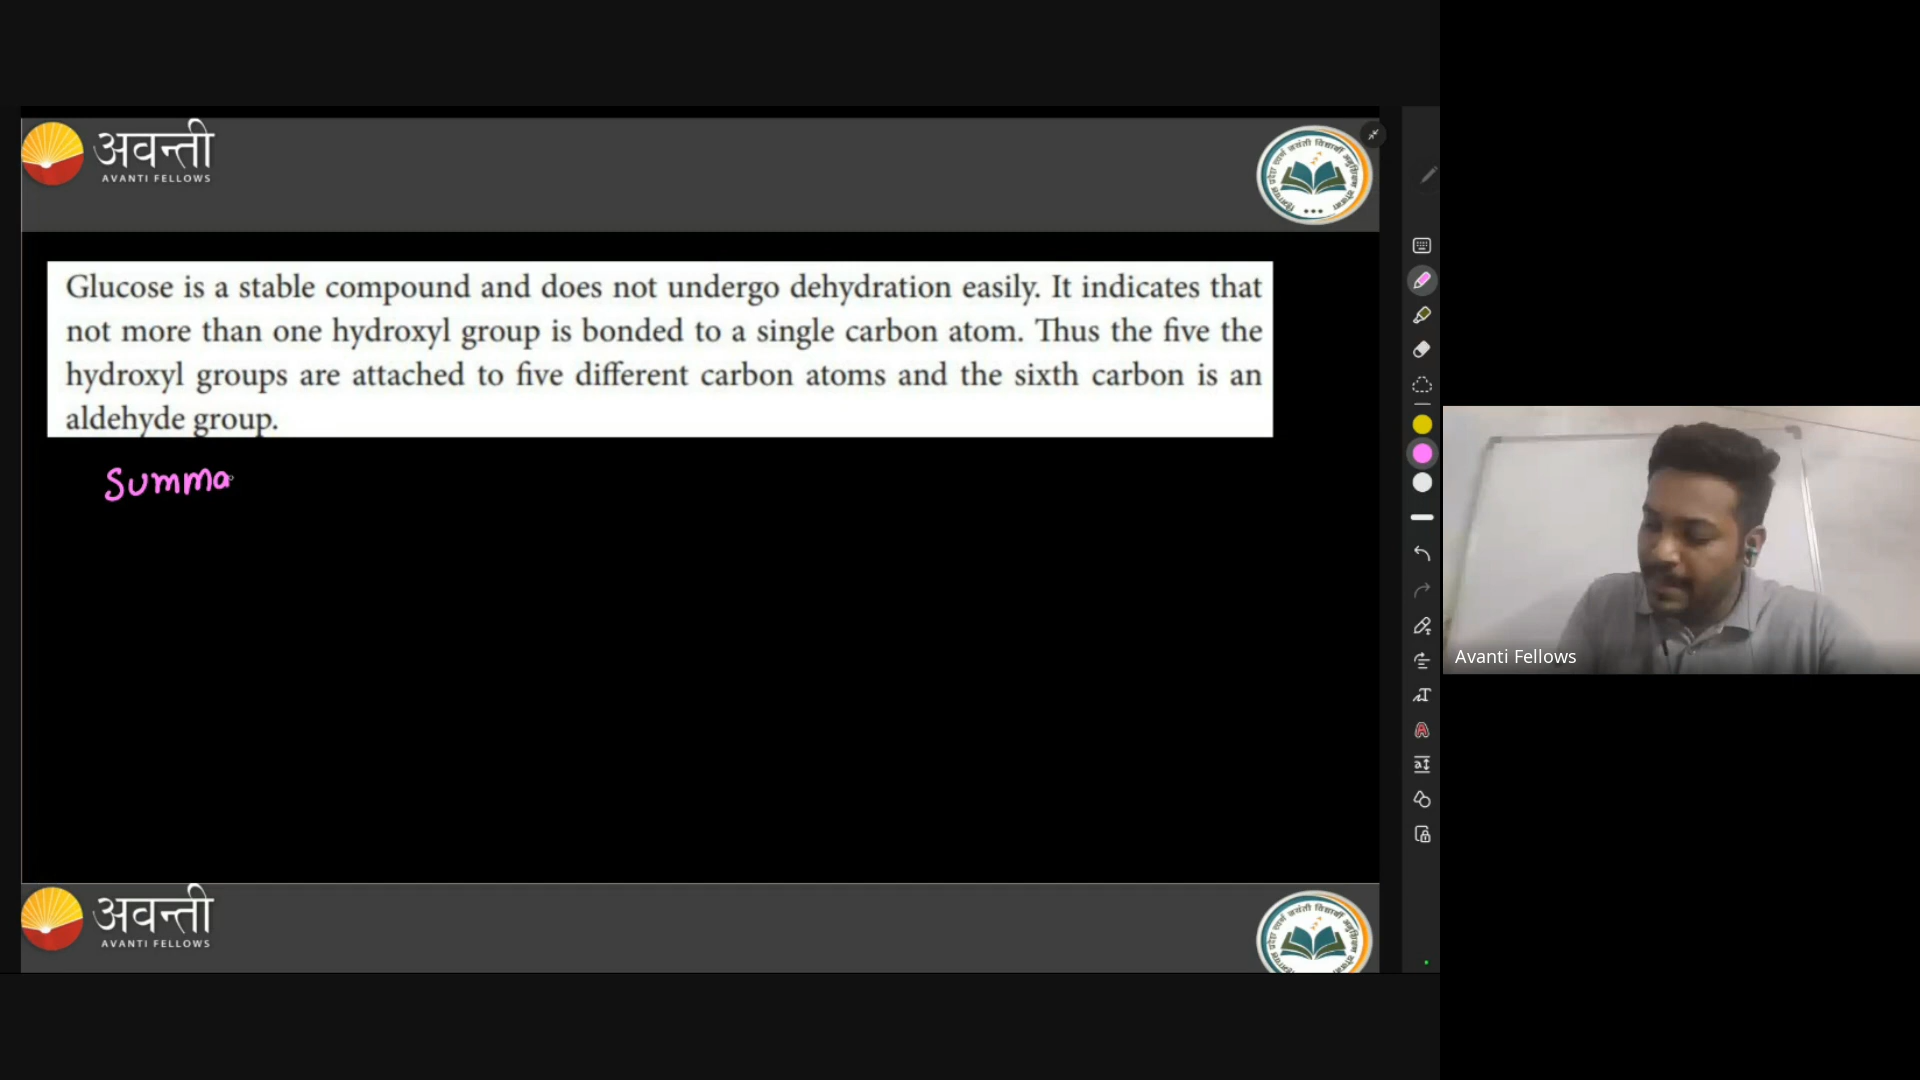 अवन्ती
AVANTI FELLOWS
Glucose is a stable compound and does not undergo dehydration easily. It indicates that
not more than one hydroxyl group is bonded to a single carbon atom. Thus the five the
hydroxyl groups are attached to five different carbon atoms and the sixth carbon is an
aldehyde group.
Summa
Avanti Fellows
अवन्ती
AVANTI FELLOWS